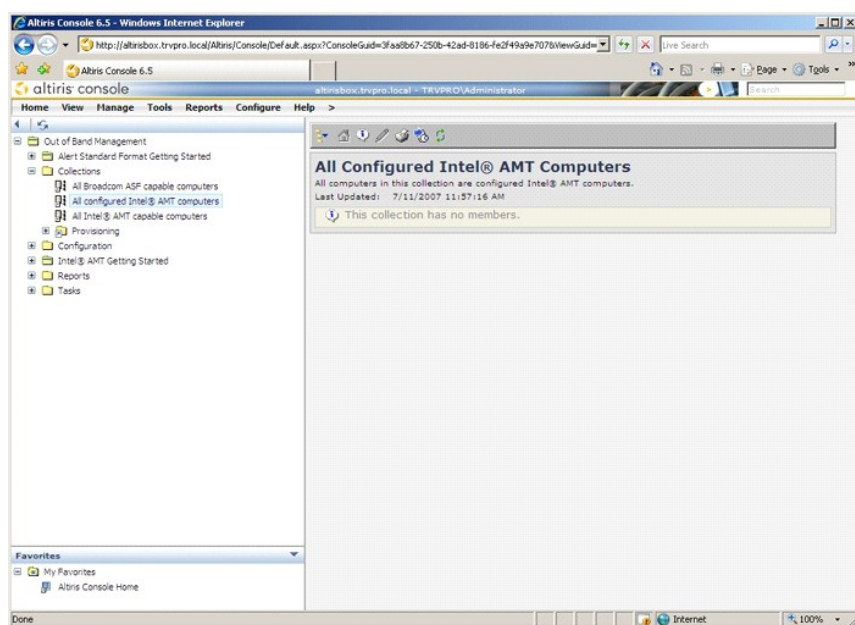 Altiris Console 6.5 - Windows Internet Explorer
http://altirisbox.trvpro.local/Altiris/Console/Default.aspx?ConsoleGuid=3faa8b67-250b-42ad-8186-fe2f49a9e707&ViewGuid=
Live Search
Altiris Console 6.5
Page
Tools
altiris console
altirisbox.trvpro.local - TRVPRO\Administrator
Search
Home View Manage Tools Reports Configure Help >
Out of Band Management
Alert Standard Format Getting Started
Collections
All Broadcom ASF capable computers
All configured Intel® AMT computers
All Intel® AMT capable computers
Provisioning
Configuration
Intel® AMT Getting Started
Reports
Tasks
All Configured Intel® AMT Computers
All computers in this collection are configured Intel® AMT computers.
Last Updated: 7/11/2007 11:57:16 AM
This collection has no members.
Favorites
My Favorites
Altiris Console Home
Done
Internet
100%